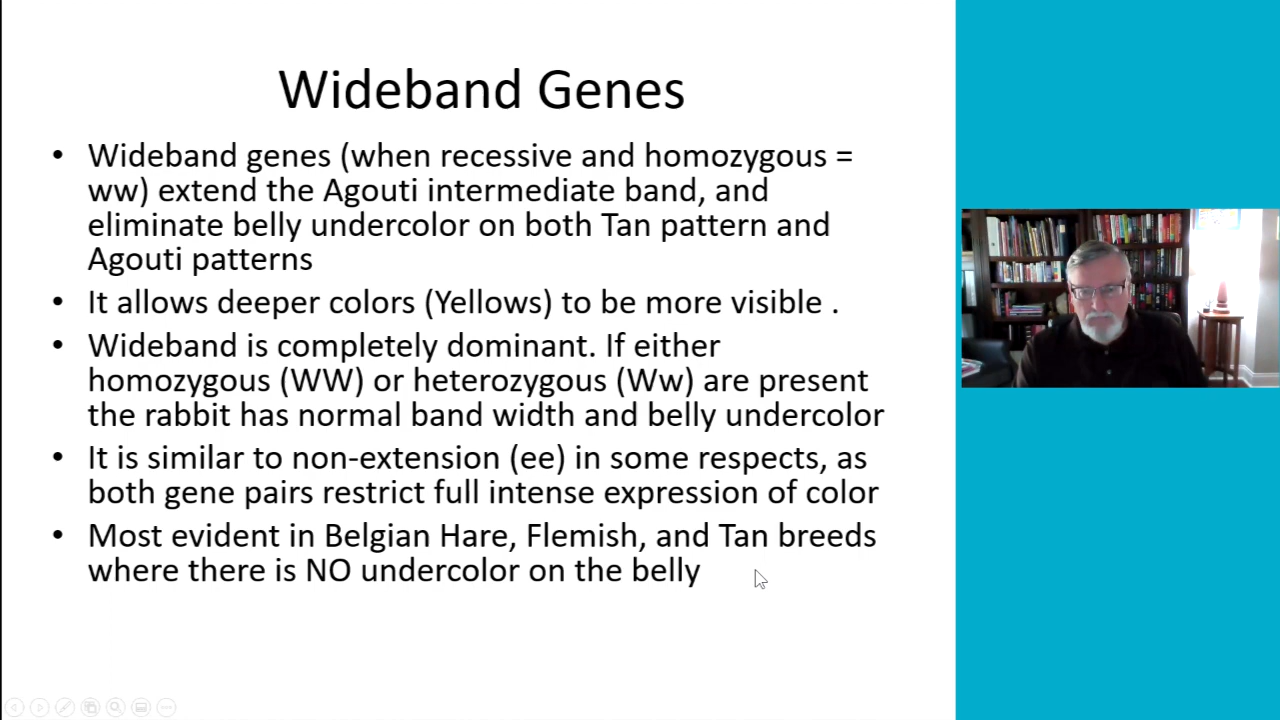 Wideband Genes
• Wideband genes (when recessive and homozygous =
ww) extend the Agouti intermediate band, and
eliminate belly undercolor on both Tan pattern and
Agouti patterns
• It allows deeper colors (Yellows) to be more visible .
• Wideband is completely dominant. If either
homozygous (WW) or heterozygous (Ww) are present
the rabbit has normal band width and belly undercolor
• It is similar to non-extension (ee) in some respects, as
both gene pairs restrict full intense expression of color
• Most evident in Belgian Hare, Flemish, and Tan breeds
where there is NO undercolor on the belly